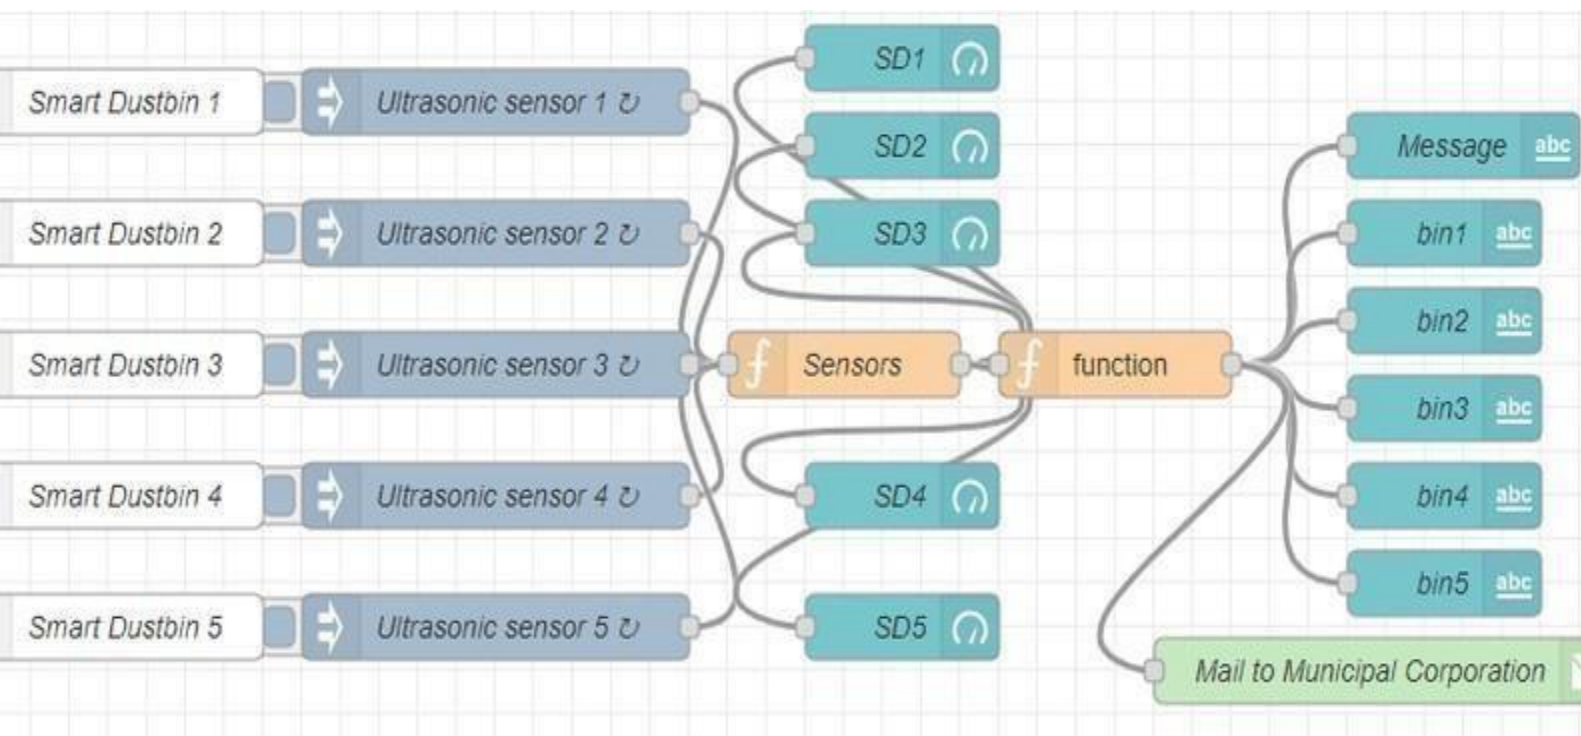 Smart Dustbin 1
Ultrasonic sensor 1 ↻
Smart Dustbin 2
Ultrasonic sensor 2 ↻
Smart Dustbin 3
Ultrasonic sensor 3 ↻
Smart Dustbin 4
Ultrasonic sensor 4 ↻
Smart Dustbin 5
Ultrasonic sensor 5 ↻
SD1
SD2
SD3
Sensors
function
SD4
SD5
Message abc
bin1 abc
bin2 abc
bin3 abc
bin4 abc
bin5 abc
Mail to Municipal Corporation